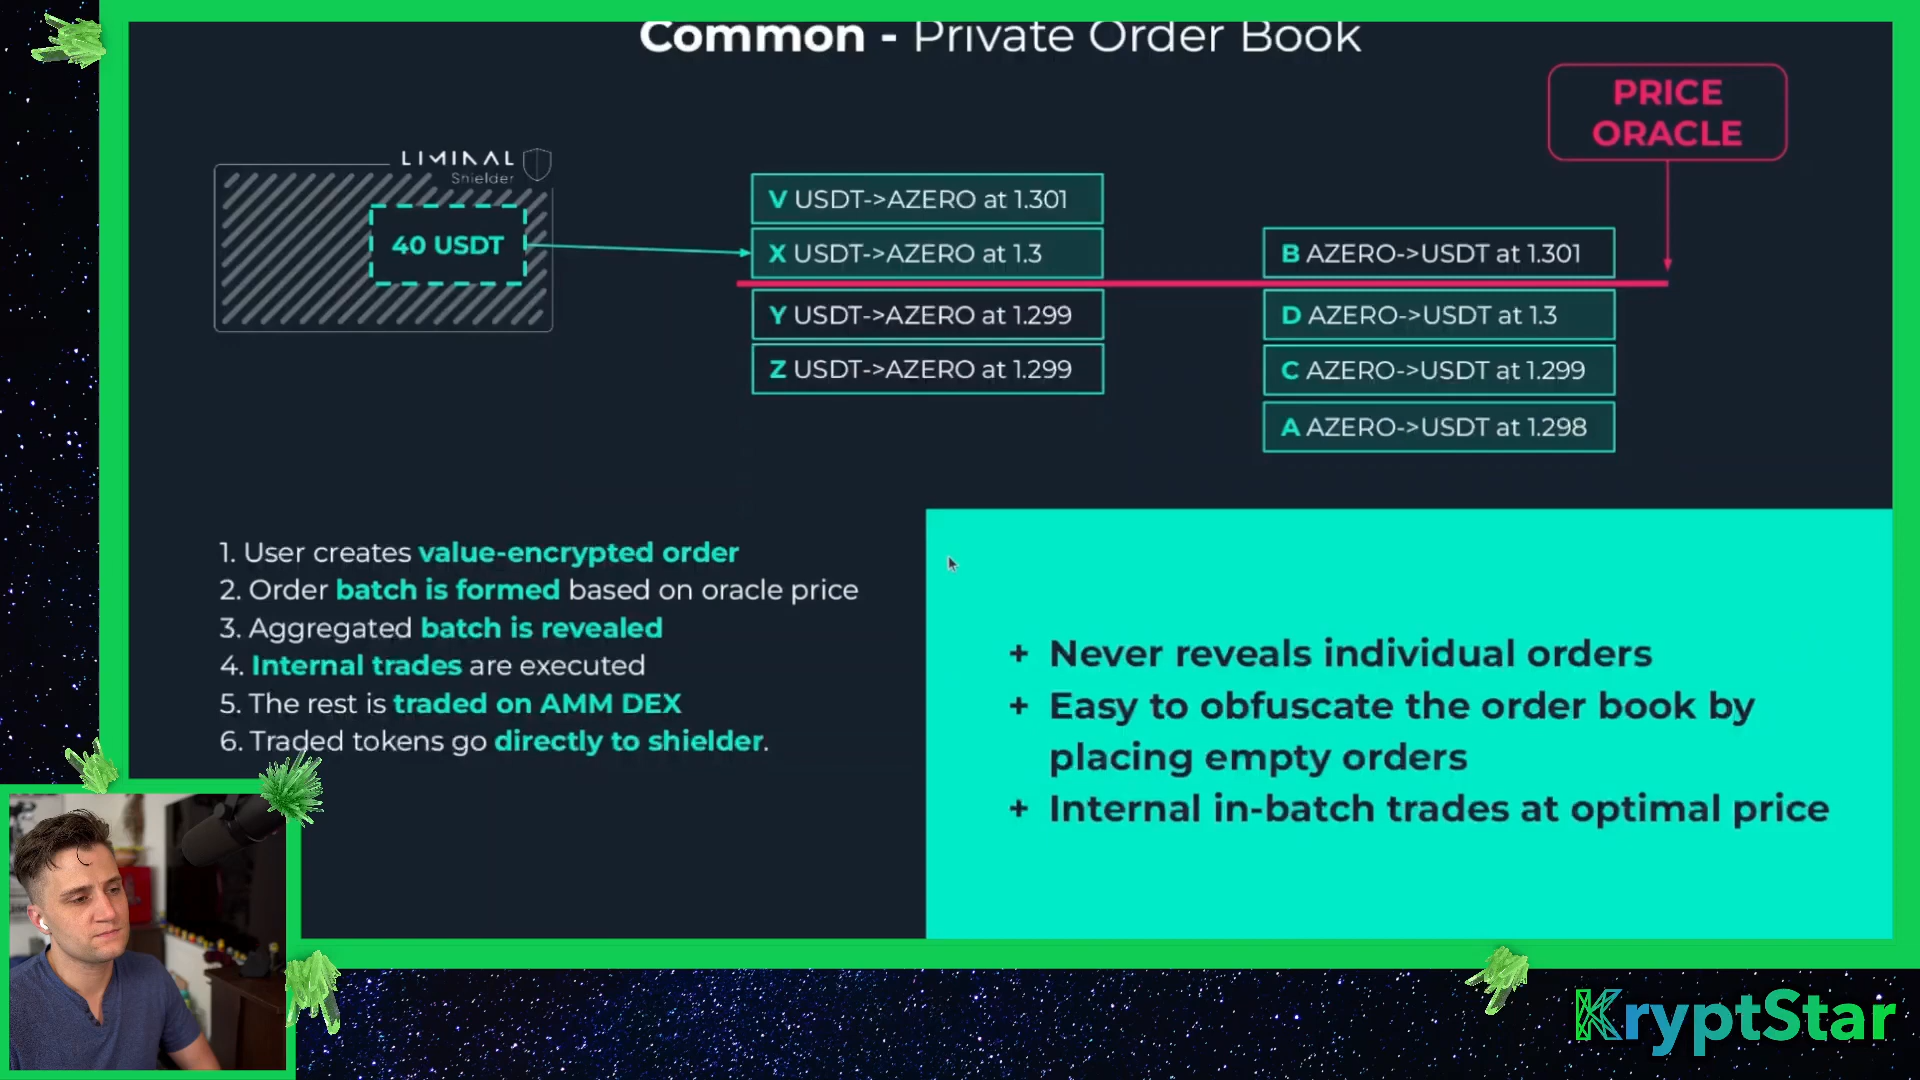 Common - Private Order Book
PRICE
ORACLE
LIMINAL
Shielder
40 USDT
V USDT->AZERO at 1.301
X USDT->AZERO at 1.3
Y USDT->AZERO at 1.299
Z USDT->AZERO at 1.299
B AZERO->USDT at 1.301
D AZERO->USDT at 1.3
C AZERO->USDT at 1.299
A AZERO->USDT at 1.298
1. User creates value-encrypted order
2. Order batch is formed based on oracle price
3. Aggregated batch is revealed
4. Internal trades are executed
5. The rest is traded on AMM DEX
6. Traded tokens go directly to shielder.
+ Never reveals individual orders
+ Easy to obfuscate the order book by
placing empty orders
+ Internal in-batch trades at optimal price
KryptStar